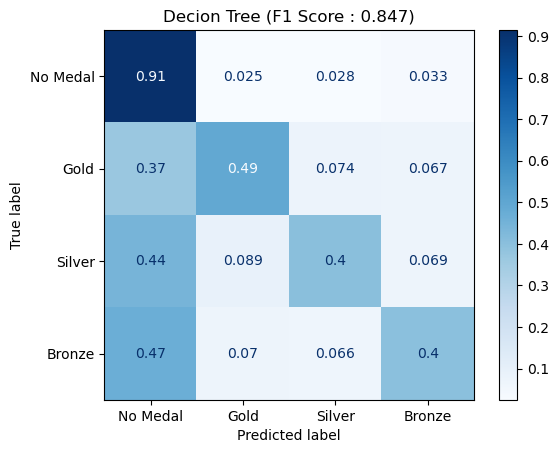 Decion Tree (F1 Score : 0.847)
No Medal 0.91 0.025 0.028 0.033
Gold 0.37 0.49 0.074 0.067
Silver 0.44 0.089 0.4 0.069
Bronze 0.47 0.07 0.066 0.4
No Medal Gold Silver Bronze
Predicted label
True label
0.9
0.8
0.7
0.6
0.5
0.4
0.3
0.2
0.1